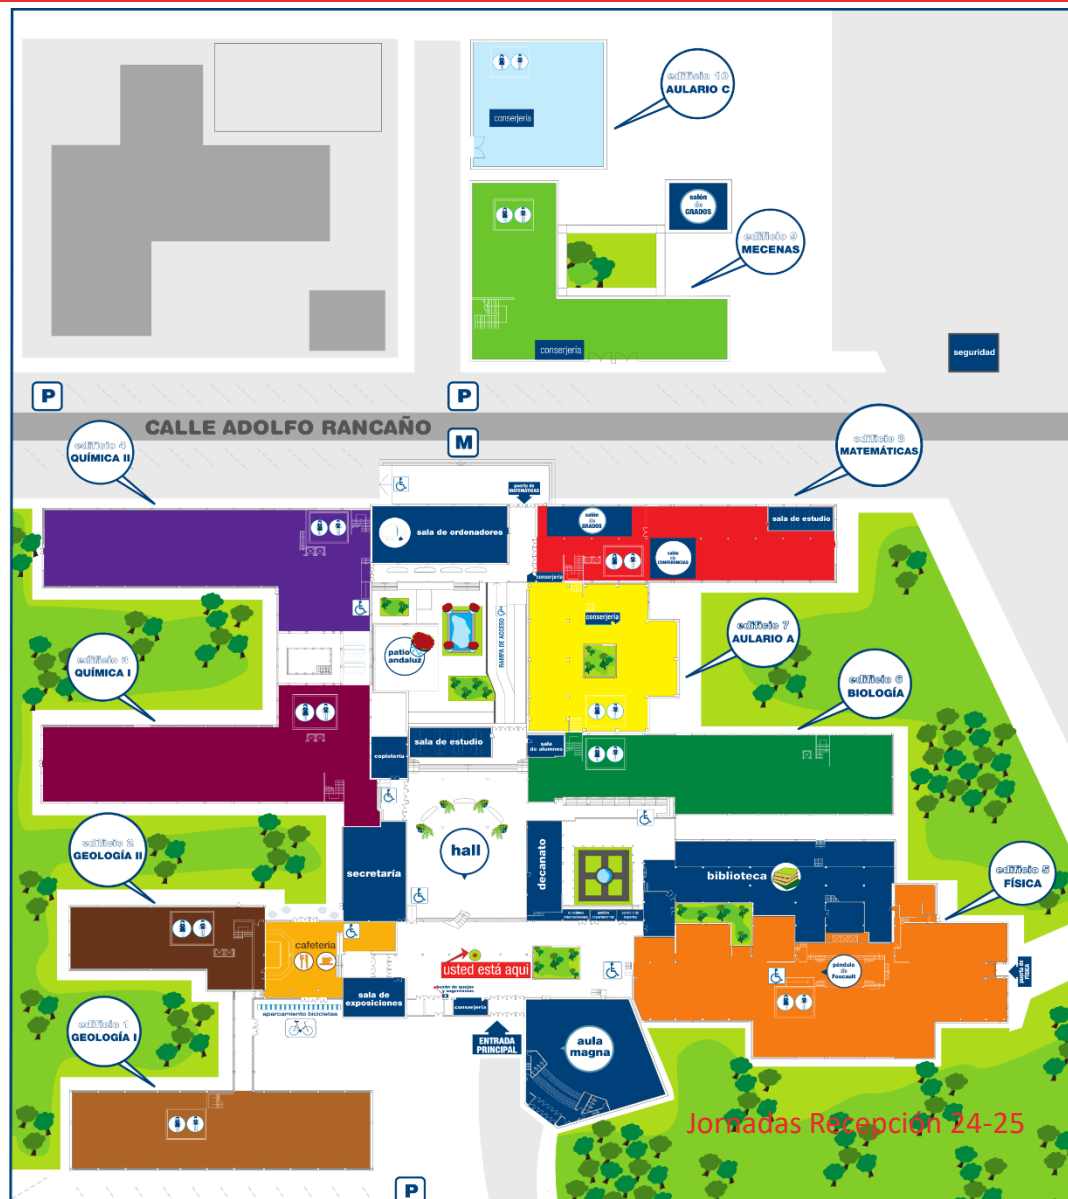 edificio 10
AULARIO C
conserjería
salón
de
GRADOS
edificio 9
MECENAS
conserjería
seguridad
P
P
CALLE ADOLFO RANCAÑO
M
edificio 4
QUÍMICA II
edificio 8
MATEMÁTICAS
puerta de
MATEMÁTICAS
sala de ordenadores
salón
de
GRADOS
sala de estudio
salón
de
CONFERENCIAS
conserjería
conserjería
edificio 7
AULARIO A
RAMPA DE ACCESO
patio
andaluz
edificio 3
QUÍMICA I
edificio 6
BIOLOGÍA
copistería
sala de estudio
sala
de alumnos
edificio 2
GEOLOGÍA II
hall
secretaría
decanato
biblioteca
edificio 5
FÍSICA
cafetería
usted está aquí
péndulo
de
Foucault
puerta de
FÍSICA
buzón de quejas
y sugerencias
sala de
exposiciones
conserjería
aparcamiento bicicletas
edificio 1
GEOLOGÍA I
ENTRADA
PRINCIPAL
aula
magna
Jornadas Recepción 24-25
P